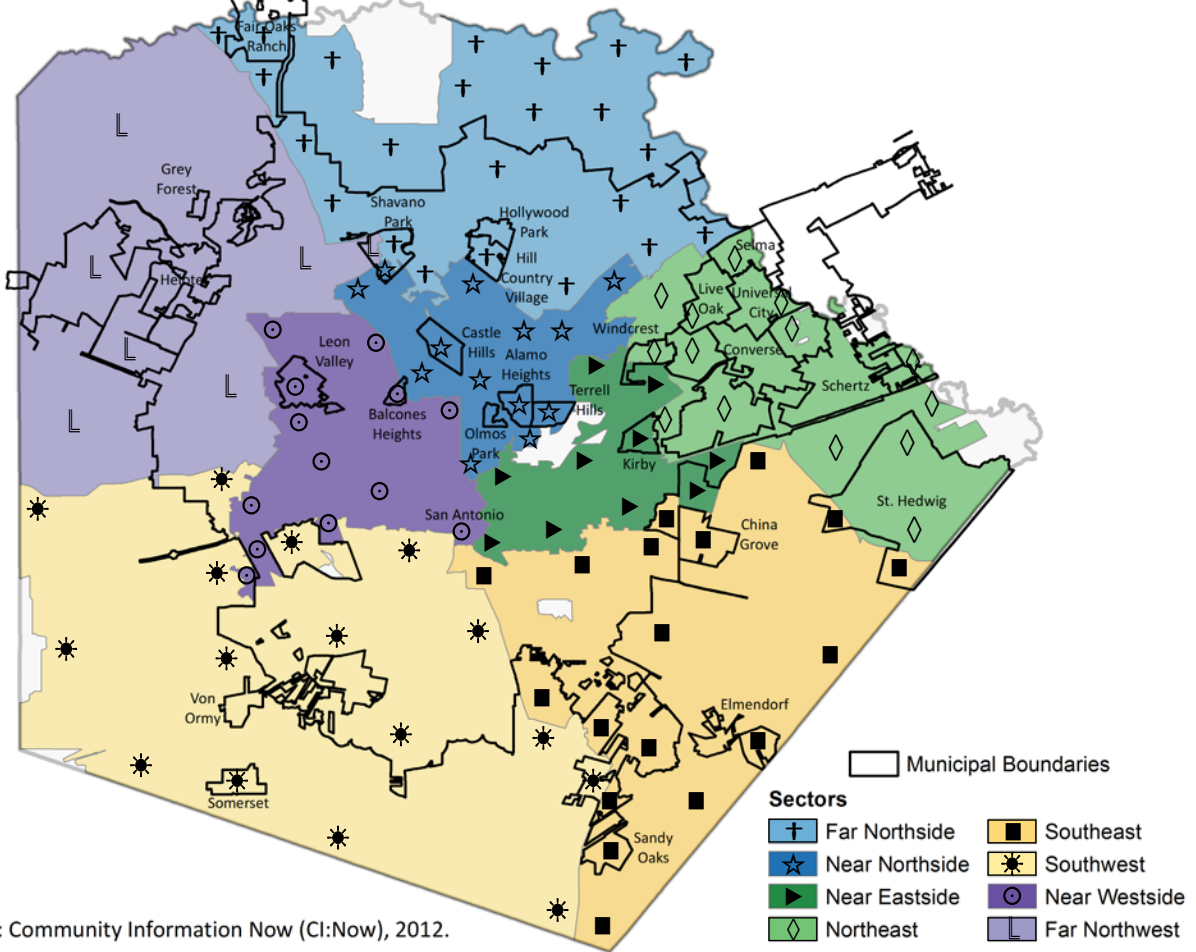 Fair Oaks
Ranch
Grey
Forest
Shavano
Park
Hollywood
Park
Hill
Country
Village
Selma
Helotes
Live
Oak
Universal
City
Windcrest
Castle
Hills
Leon
Valley
Alamo
Heights
Converse
Schertz
Terrell
Hills
Balcones
Heights
Olmos
Park
Kirby
San Antonio
St. Hedwig
China
Grove
Von
Ormy
Elmendorf
Somerset
Sandy
Oaks
Municipal Boundaries
Sectors
Far Northside
Southeast
Near Northside
Southwest
Near Eastside
Near Westside
Northeast
Far Northwest
: Community Information Now (CI:Now), 2012.